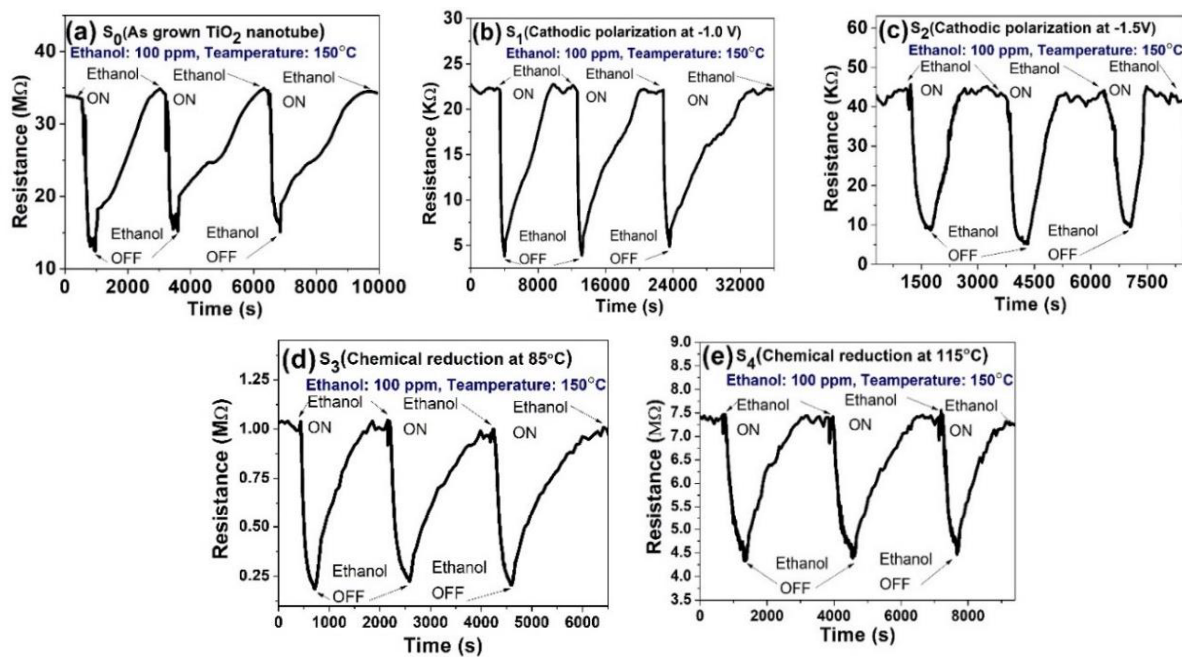 (a) S0(As grown TiO2 nanotube)
Ethanol: 100 ppm, Teamperature: 150°C
Ethanol
ON
Ethanol
ON
Ethanol
ON
Ethanol
OFF
Ethanol
OFF
Resistance (MΩ)
45
33
21
10
0 2000 4000 6000 8000 10000
Time (s)
(b) S1(Cathodic polarization at -1.0 V)
Ethanol: 100 ppm, Teamperature: 150°C
Ethanol
ON
Ethanol
ON
Ethanol
ON
Ethanol
OFF
Ethanol
OFF
Resistance (KΩ)
25
20
15
10
5
0 8000 16000 24000 32000
Time (s)
(c) S2(Cathodic polarization at -1.5V)
Ethanol: 100 ppm, Teamperature: 150°C
Ethanol
ON
Ethanol
ON
Ethanol
ON
Ethanol
OFF
Ethanol
OFF
Resistance (KΩ)
60
50
40
30
20
10
0
1500 3000 4500 6000 7500
Time (s)
(d) S3(Chemical reduction at 85°C)
Ethanol: 100 ppm, Teamperature: 150°C
Ethanol
ON
Ethanol
ON
Ethanol
ON
Ethanol
OFF
Ethanol
OFF
Resistance (MΩ)
1.25
1.00
0.75
0.50
0.25
0 1000 2000 3000 4000 5000 6000
Time (s)
(e) S4(Chemical reduction at 115°C)
Ethanol: 100 ppm, Teamperature: 150°C
Ethanol
ON
Ethanol
ON
Ethanol
ON
Ethanol
OFF
Ethanol
OFF
Resistance (MΩ)
9.0
8.5
8.0
7.5
7.0
6.5
6.0
5.5
5.0
4.5
4.0
3.5
0 2000 4000 6000 8000
Time (s)